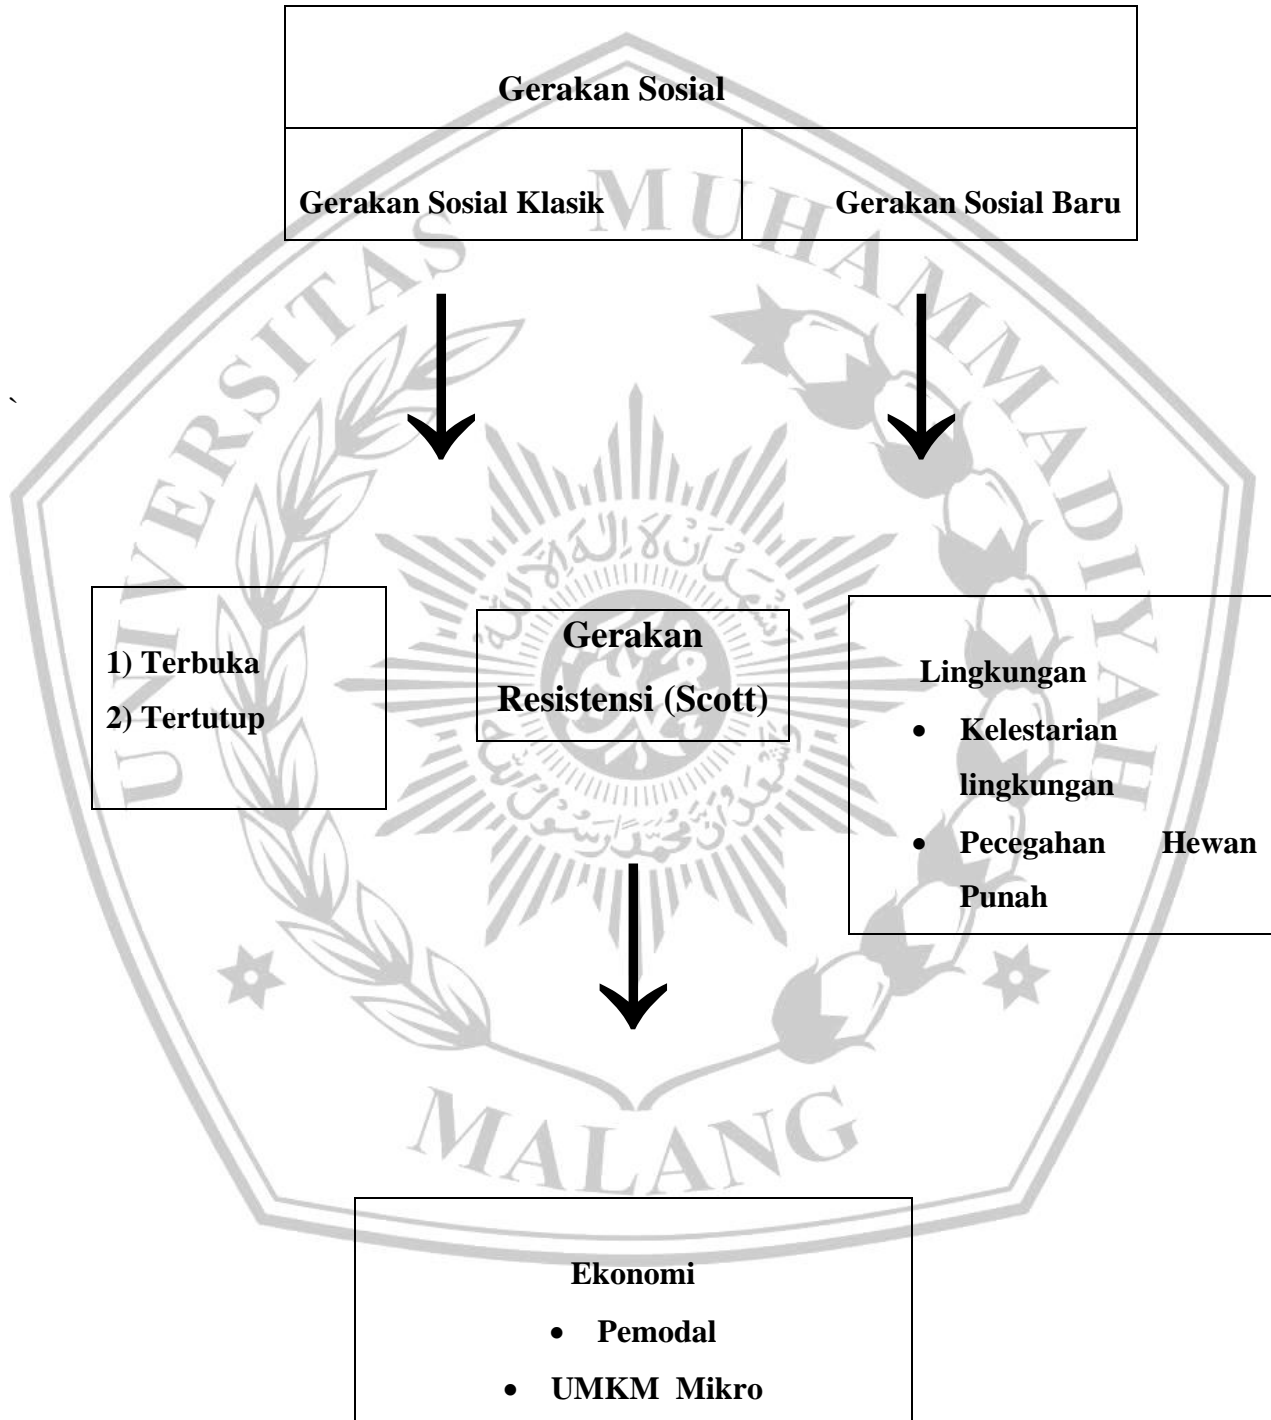 Gerakan Sosial
Gerakan Sosial Klasik
Gerakan Sosial Baru
UNIVERSITAS MUHAMMADIYAH
`
1) Terbuka
2) Tertutup
Gerakan
Resistensi (Scott)
Lingkungan
• Kelestarian
lingkungan
• Pecegahan Hewan
Punah
MALANG
Ekonomi
• Pemodal
• UMKM Mikro